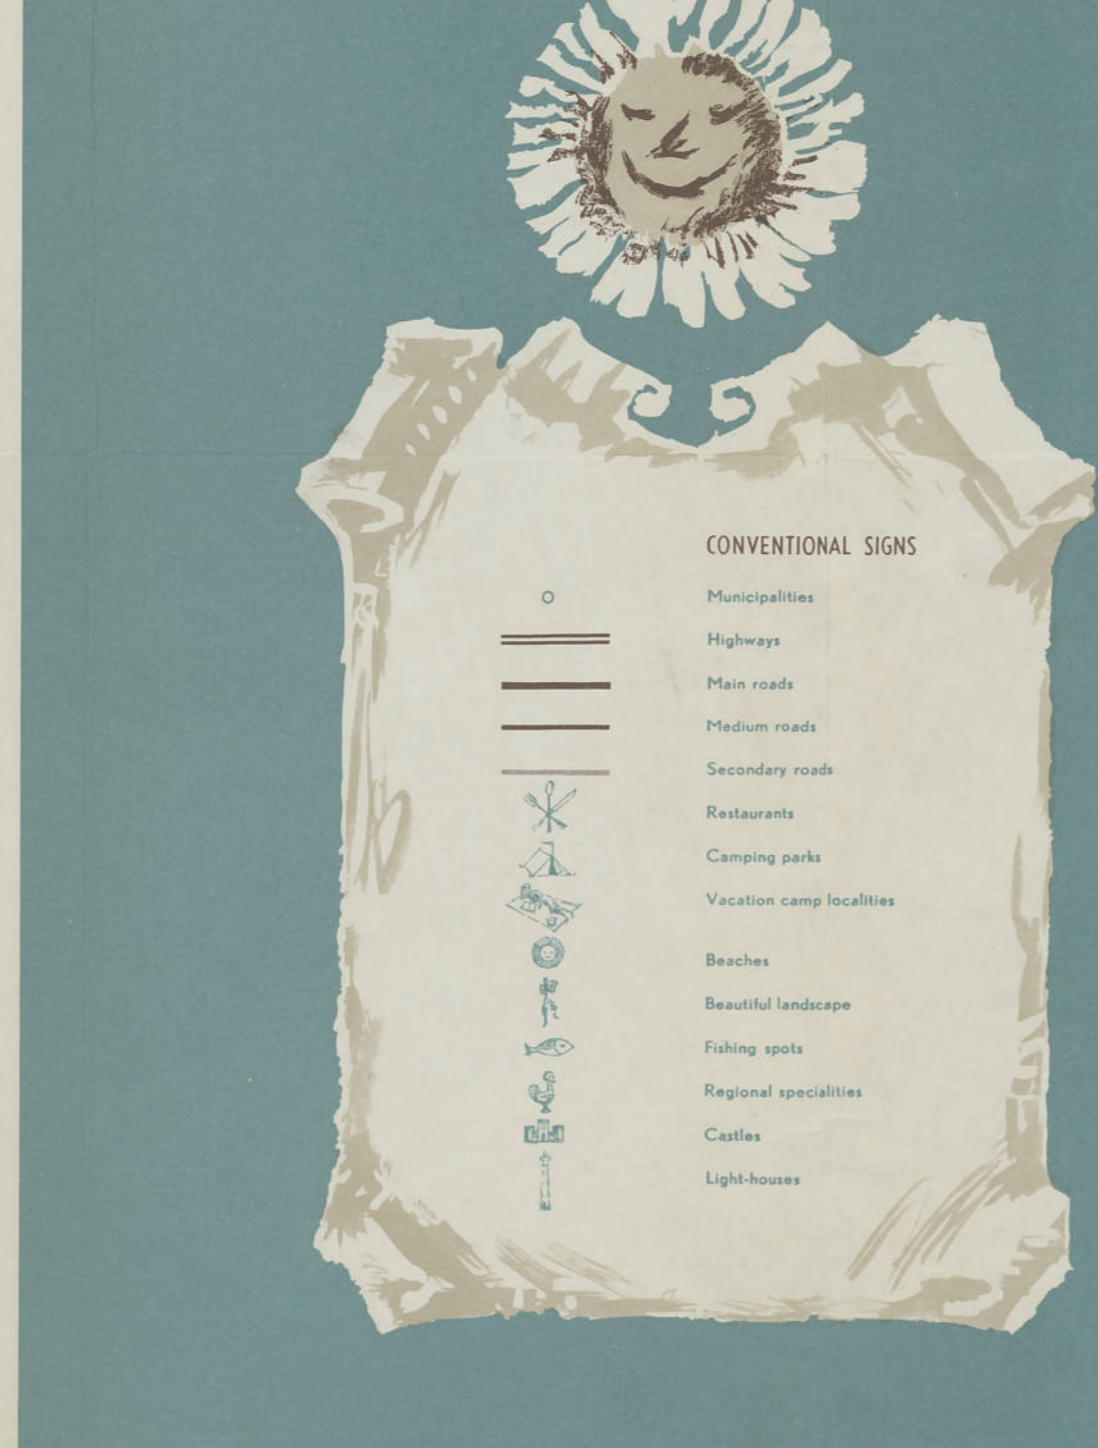 CONVENTIONAL SIGNS
Municipalities
Highways
Main roads
Medium roads
Secondary roads
Restaurants
Camping parks
Vacation camp localities
Beaches
Beautiful landscape
Fishing spots
Regional specialities
Castles
Light-houses